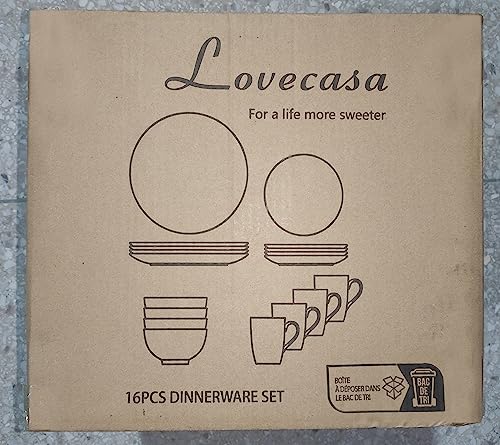 Lovecasa
For a life more sweeter
16PCS DINNERWARE SET
BOÎTE
À DÉPOSER DANS
LE BAC DE TRI
BAC
DE
TRI